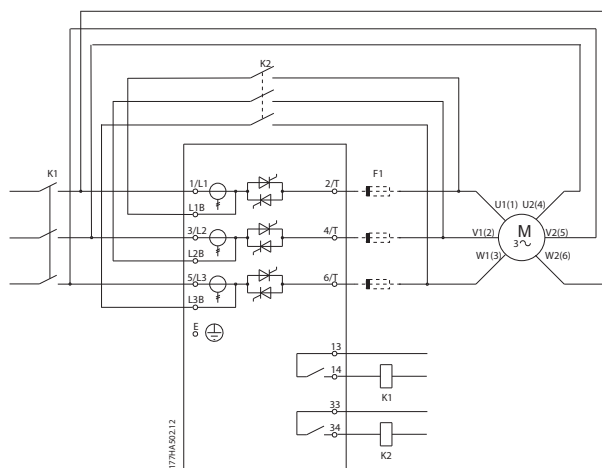 K2
K1
F1
1/L1
2/T
L1B
U1(1) U2(4)
3/L2
4/T
V1(2)
M
3~
V2(5)
L2B
W1(3)
W2(6)
5/L3
6/T
L3B
E
13
14
K1
33
34
K2
177HA502.12